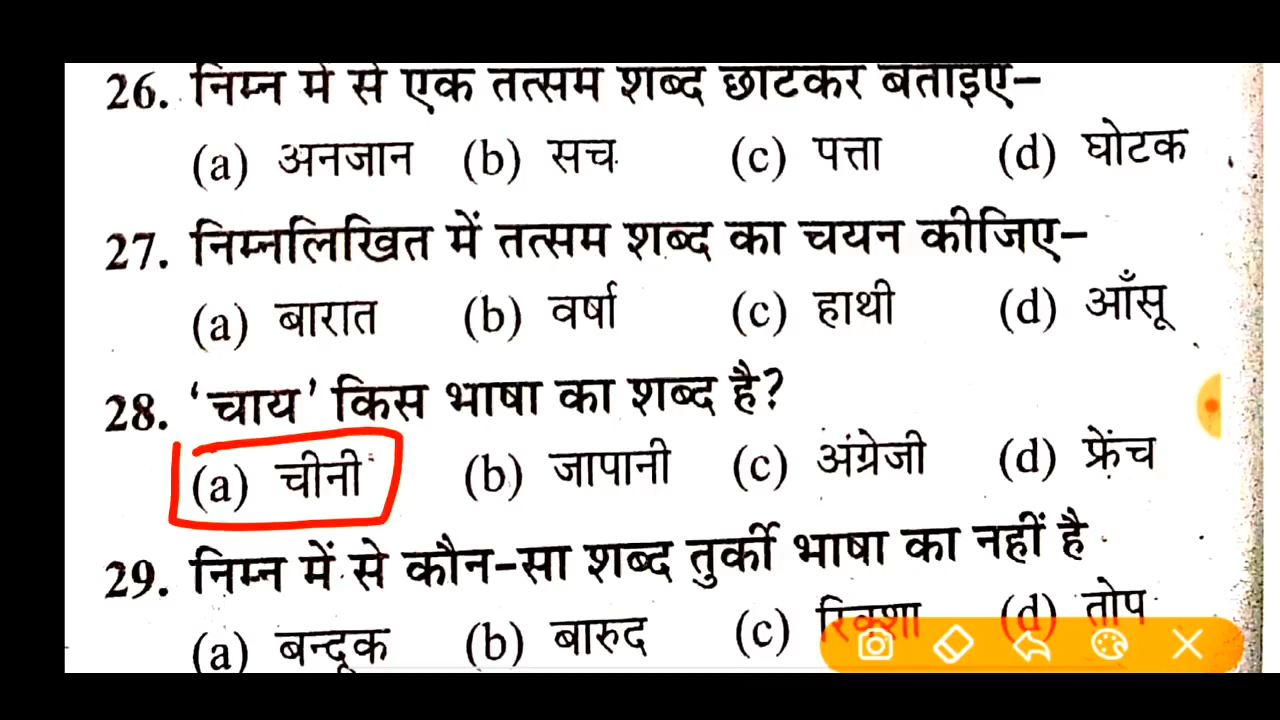 26. निम्न में से एक तत्सम शब्द छाटकर बताइए–
(a) अनजान (b) सच (c) पत्ता (d) घोटक
27. निम्नलिखित में तत्सम शब्द का चयन कीजिए–
(a) बारात (b) वर्षा (c) हाथी (d) आँसू
28. 'चाय' किस भाषा का शब्द है?
(a) चीनी (b) जापानी (c) अंग्रेजी (d) फ्रेंच
29. निम्न में से कौन-सा शब्द तुर्की भाषा का नहीं है
(a) बन्दूक (b) बारुद (c) रिक्शा (d) तोप